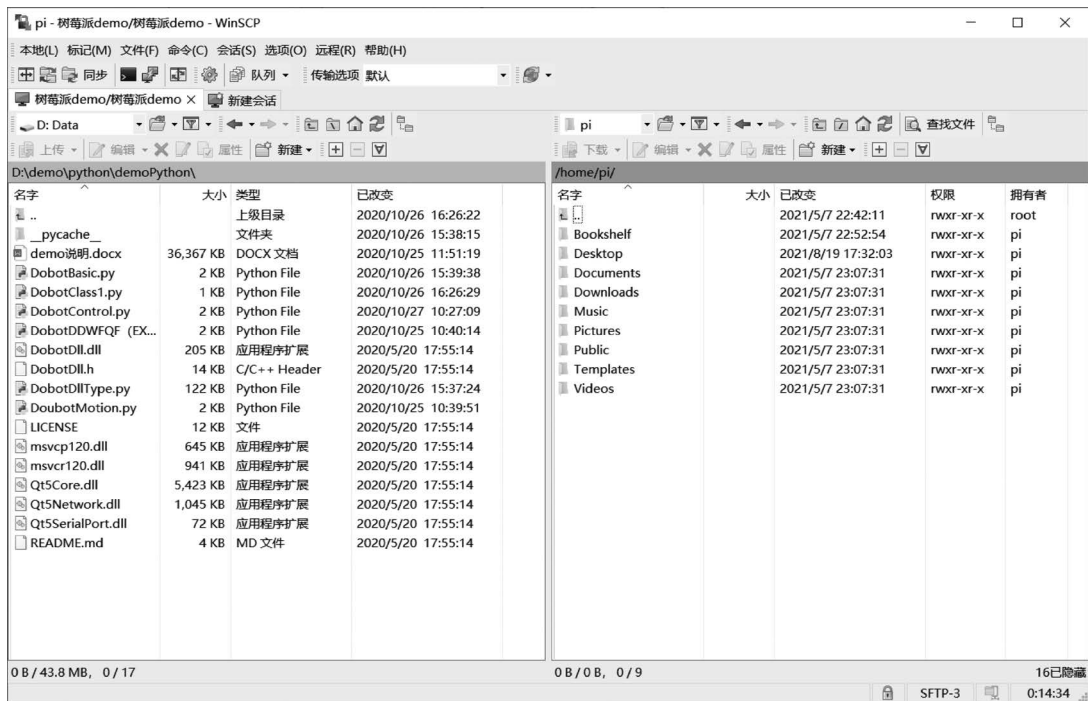 pi - 树莓派demo/树莓派demo - WinSCP
本地(L) 标记(M) 文件(F) 命令(C) 会话(S) 选项(O) 远程(R) 帮助(H)
同步 队列 传输选项 默认
树莓派demo/树莓派demo × 新建会话
D: Data pi 查找文件
上传 编辑 属性 新建 下载 编辑 属性 新建
D:\demo\python\demoPython\ /home/pi/
名字 大小 类型 已改变 名字 大小 已改变 权限 拥有者
.. 上级目录 2020/10/26 16:26:22 .. 2021/5/7 22:42:11 rwxr-xr-x root
__pycache__ 文件夹 2020/10/26 15:38:15 Bookshelf 2021/5/7 22:52:54 rwxr-xr-x pi
demo说明.docx 36,367 KB DOCX 文档 2020/10/25 11:51:19 Desktop 2021/8/19 17:32:03 rwxr-xr-x pi
DobotBasic.py 2 KB Python File 2020/10/26 15:39:38 Documents 2021/5/7 23:07:31 rwxr-xr-x pi
DobotClass1.py 1 KB Python File 2020/10/26 16:26:29 Downloads 2021/5/7 23:07:31 rwxr-xr-x pi
DobotControl.py 2 KB Python File 2020/10/27 10:27:09 Music 2021/5/7 23:07:31 rwxr-xr-x pi
DobotDDWFQF (EX... 2 KB Python File 2020/10/25 10:40:14 Pictures 2021/5/7 23:07:31 rwxr-xr-x pi
DobotDll.dll 205 KB 应用程序扩展 2020/5/20 17:55:14 Public 2021/5/7 23:07:31 rwxr-xr-x pi
DobotDll.h 14 KB C/C++ Header 2020/5/20 17:55:14 Templates 2021/5/7 23:07:31 rwxr-xr-x pi
DobotDllType.py 122 KB Python File 2020/10/26 15:37:24 Videos 2021/5/7 23:07:31 rwxr-xr-x pi
DoubotMotion.py 2 KB Python File 2020/10/25 10:39:51
LICENSE 12 KB 文件 2020/5/20 17:55:14
msvcp120.dll 645 KB 应用程序扩展 2020/5/20 17:55:14
msvcr120.dll 941 KB 应用程序扩展 2020/5/20 17:55:14
Qt5Core.dll 5,423 KB 应用程序扩展 2020/5/20 17:55:14
Qt5Network.dll 1,045 KB 应用程序扩展 2020/5/20 17:55:14
Qt5SerialPort.dll 72 KB 应用程序扩展 2020/5/20 17:55:14
README.md 4 KB MD 文件 2020/5/20 17:55:14
0 B / 43.8 MB, 0 / 17 0 B / 0 B, 0 / 9 16已隐藏
SFTP-3 0:14:34